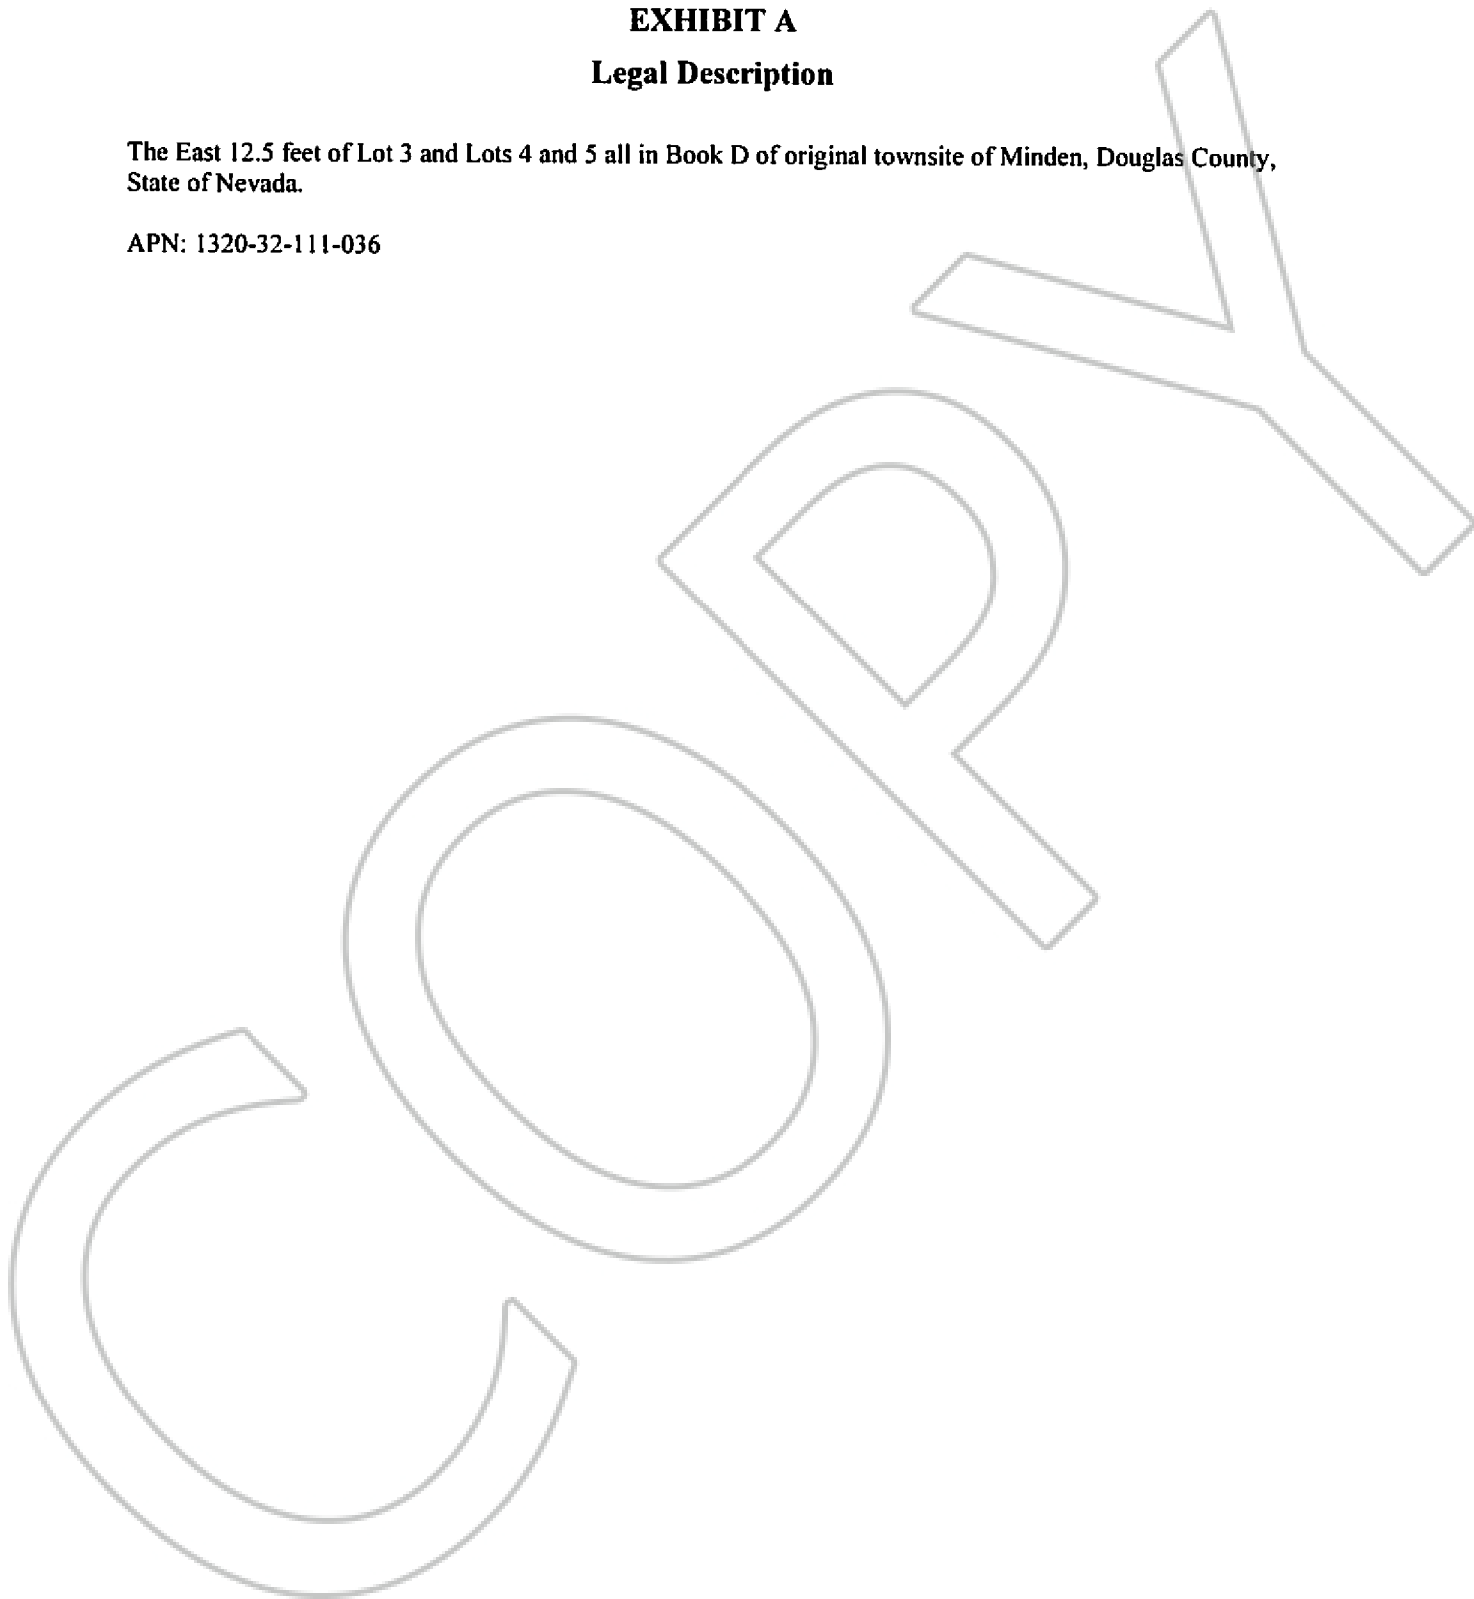 EXHIBIT A
Legal Description
The East 12.5 feet of Lot 3 and Lots 4 and 5 all in Book D of original townsite of Minden, Douglas County,
State of Nevada.
APN: 1320-32-111-036
COPY